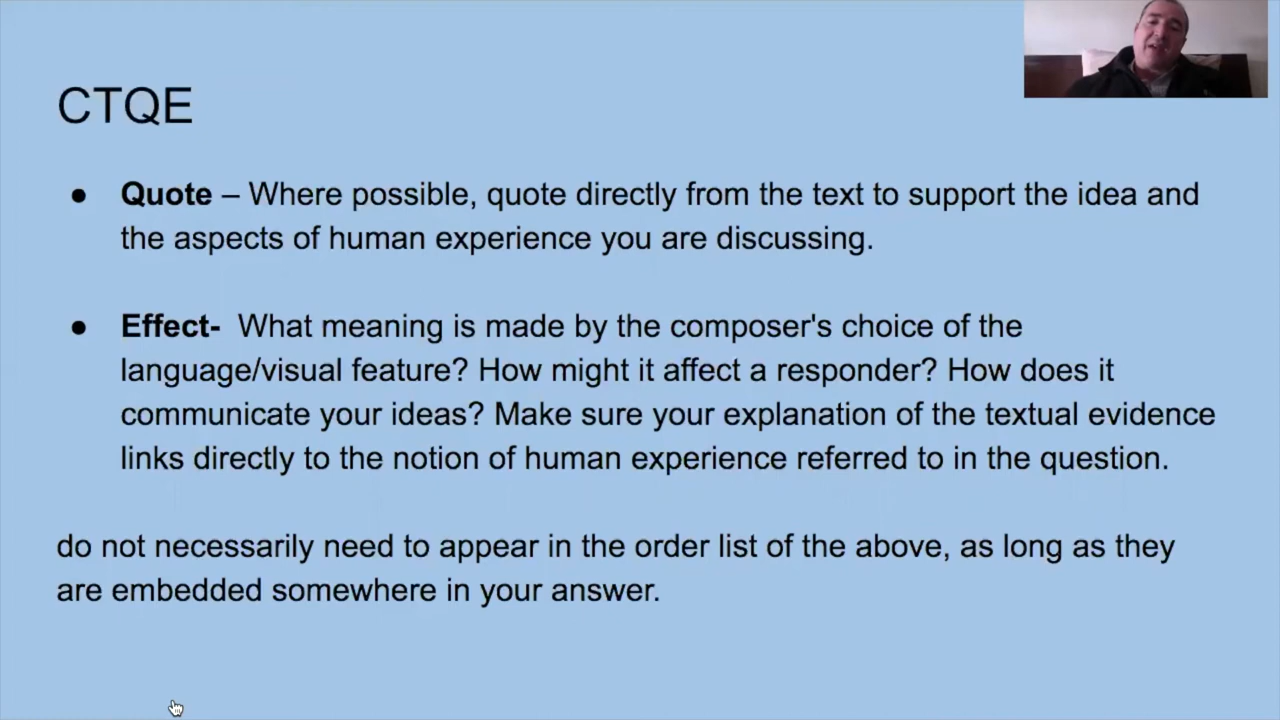 CTQE
● Quote – Where possible, quote directly from the text to support the idea and
the aspects of human experience you are discussing.
● Effect-  What meaning is made by the composer's choice of the
language/visual feature? How might it affect a responder? How does it
communicate your ideas? Make sure your explanation of the textual evidence
links directly to the notion of human experience referred to in the question.
do not necessarily need to appear in the order list of the above, as long as they
are embedded somewhere in your answer.